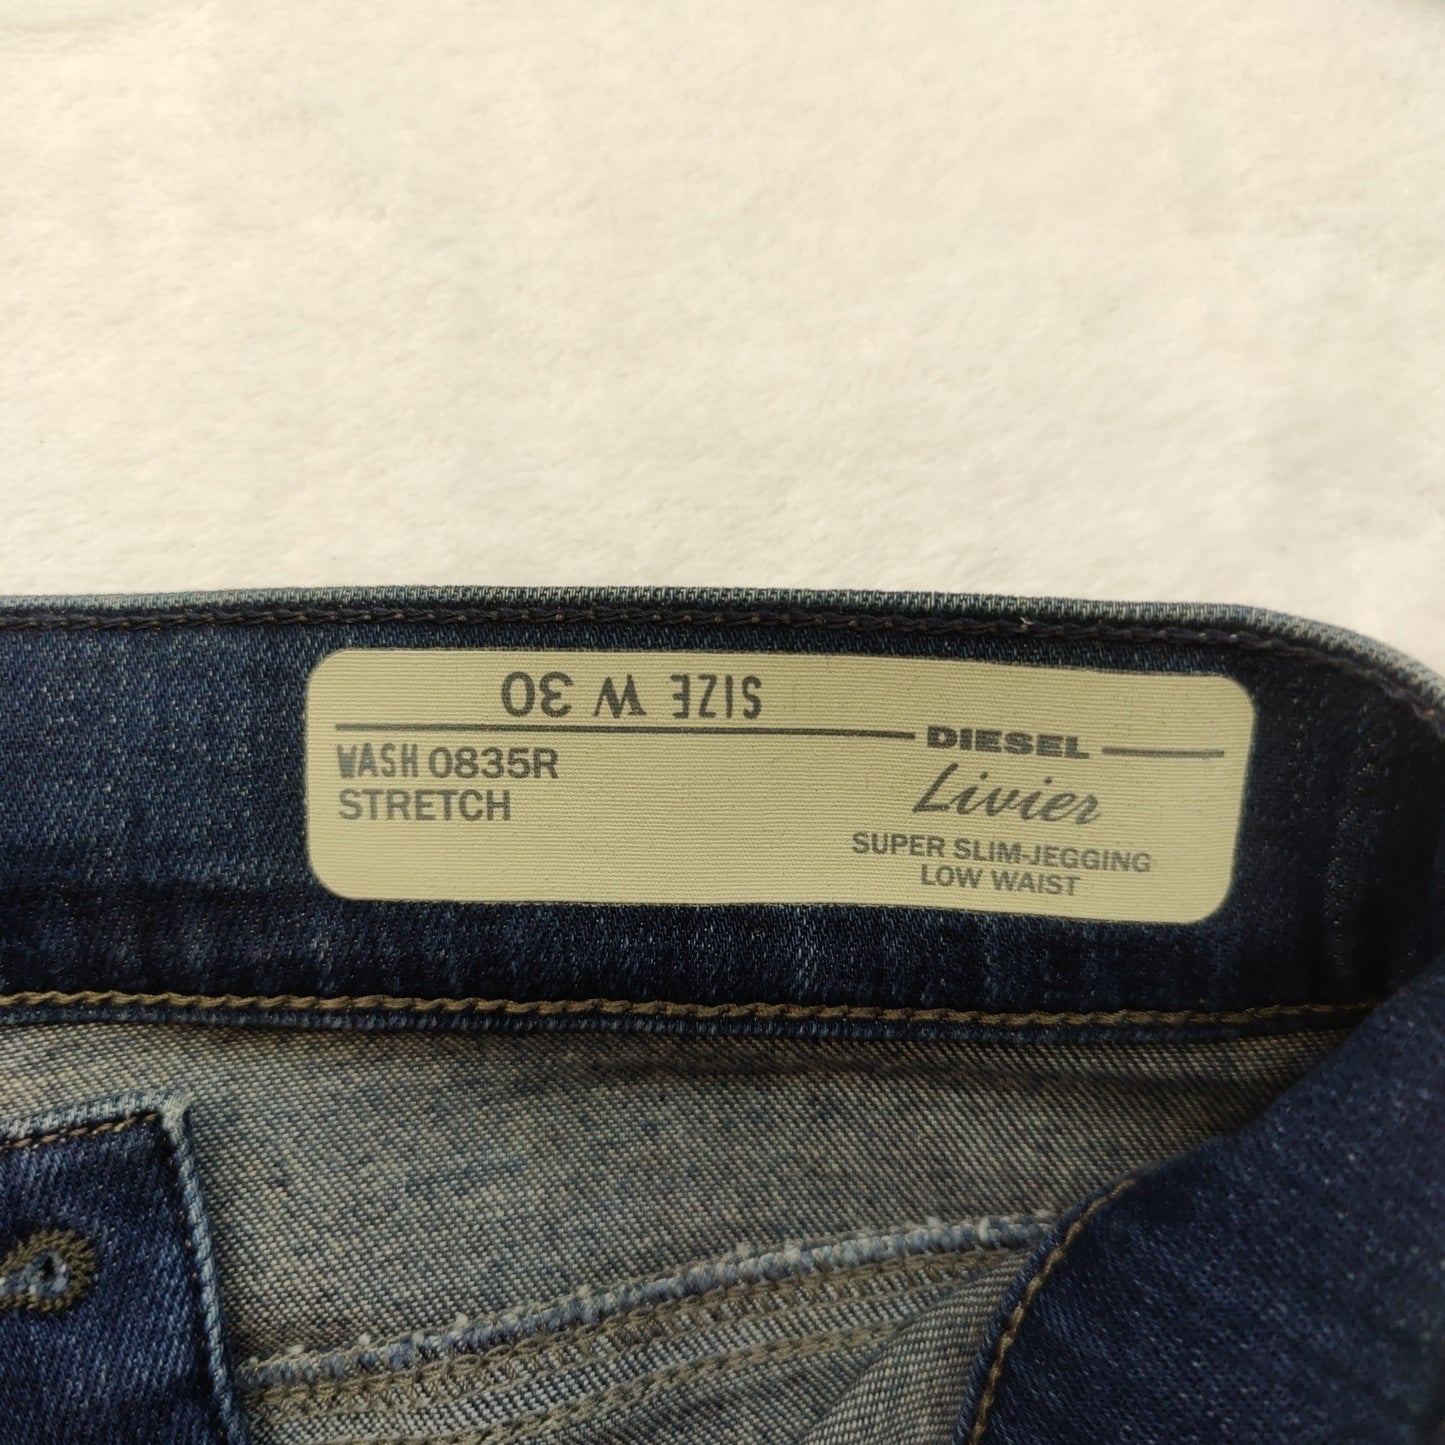 SIZE W 30
DIESEL
WASH 0835R
STRETCH
Livier
SUPER SLIM-JEGGING
LOW WAIST